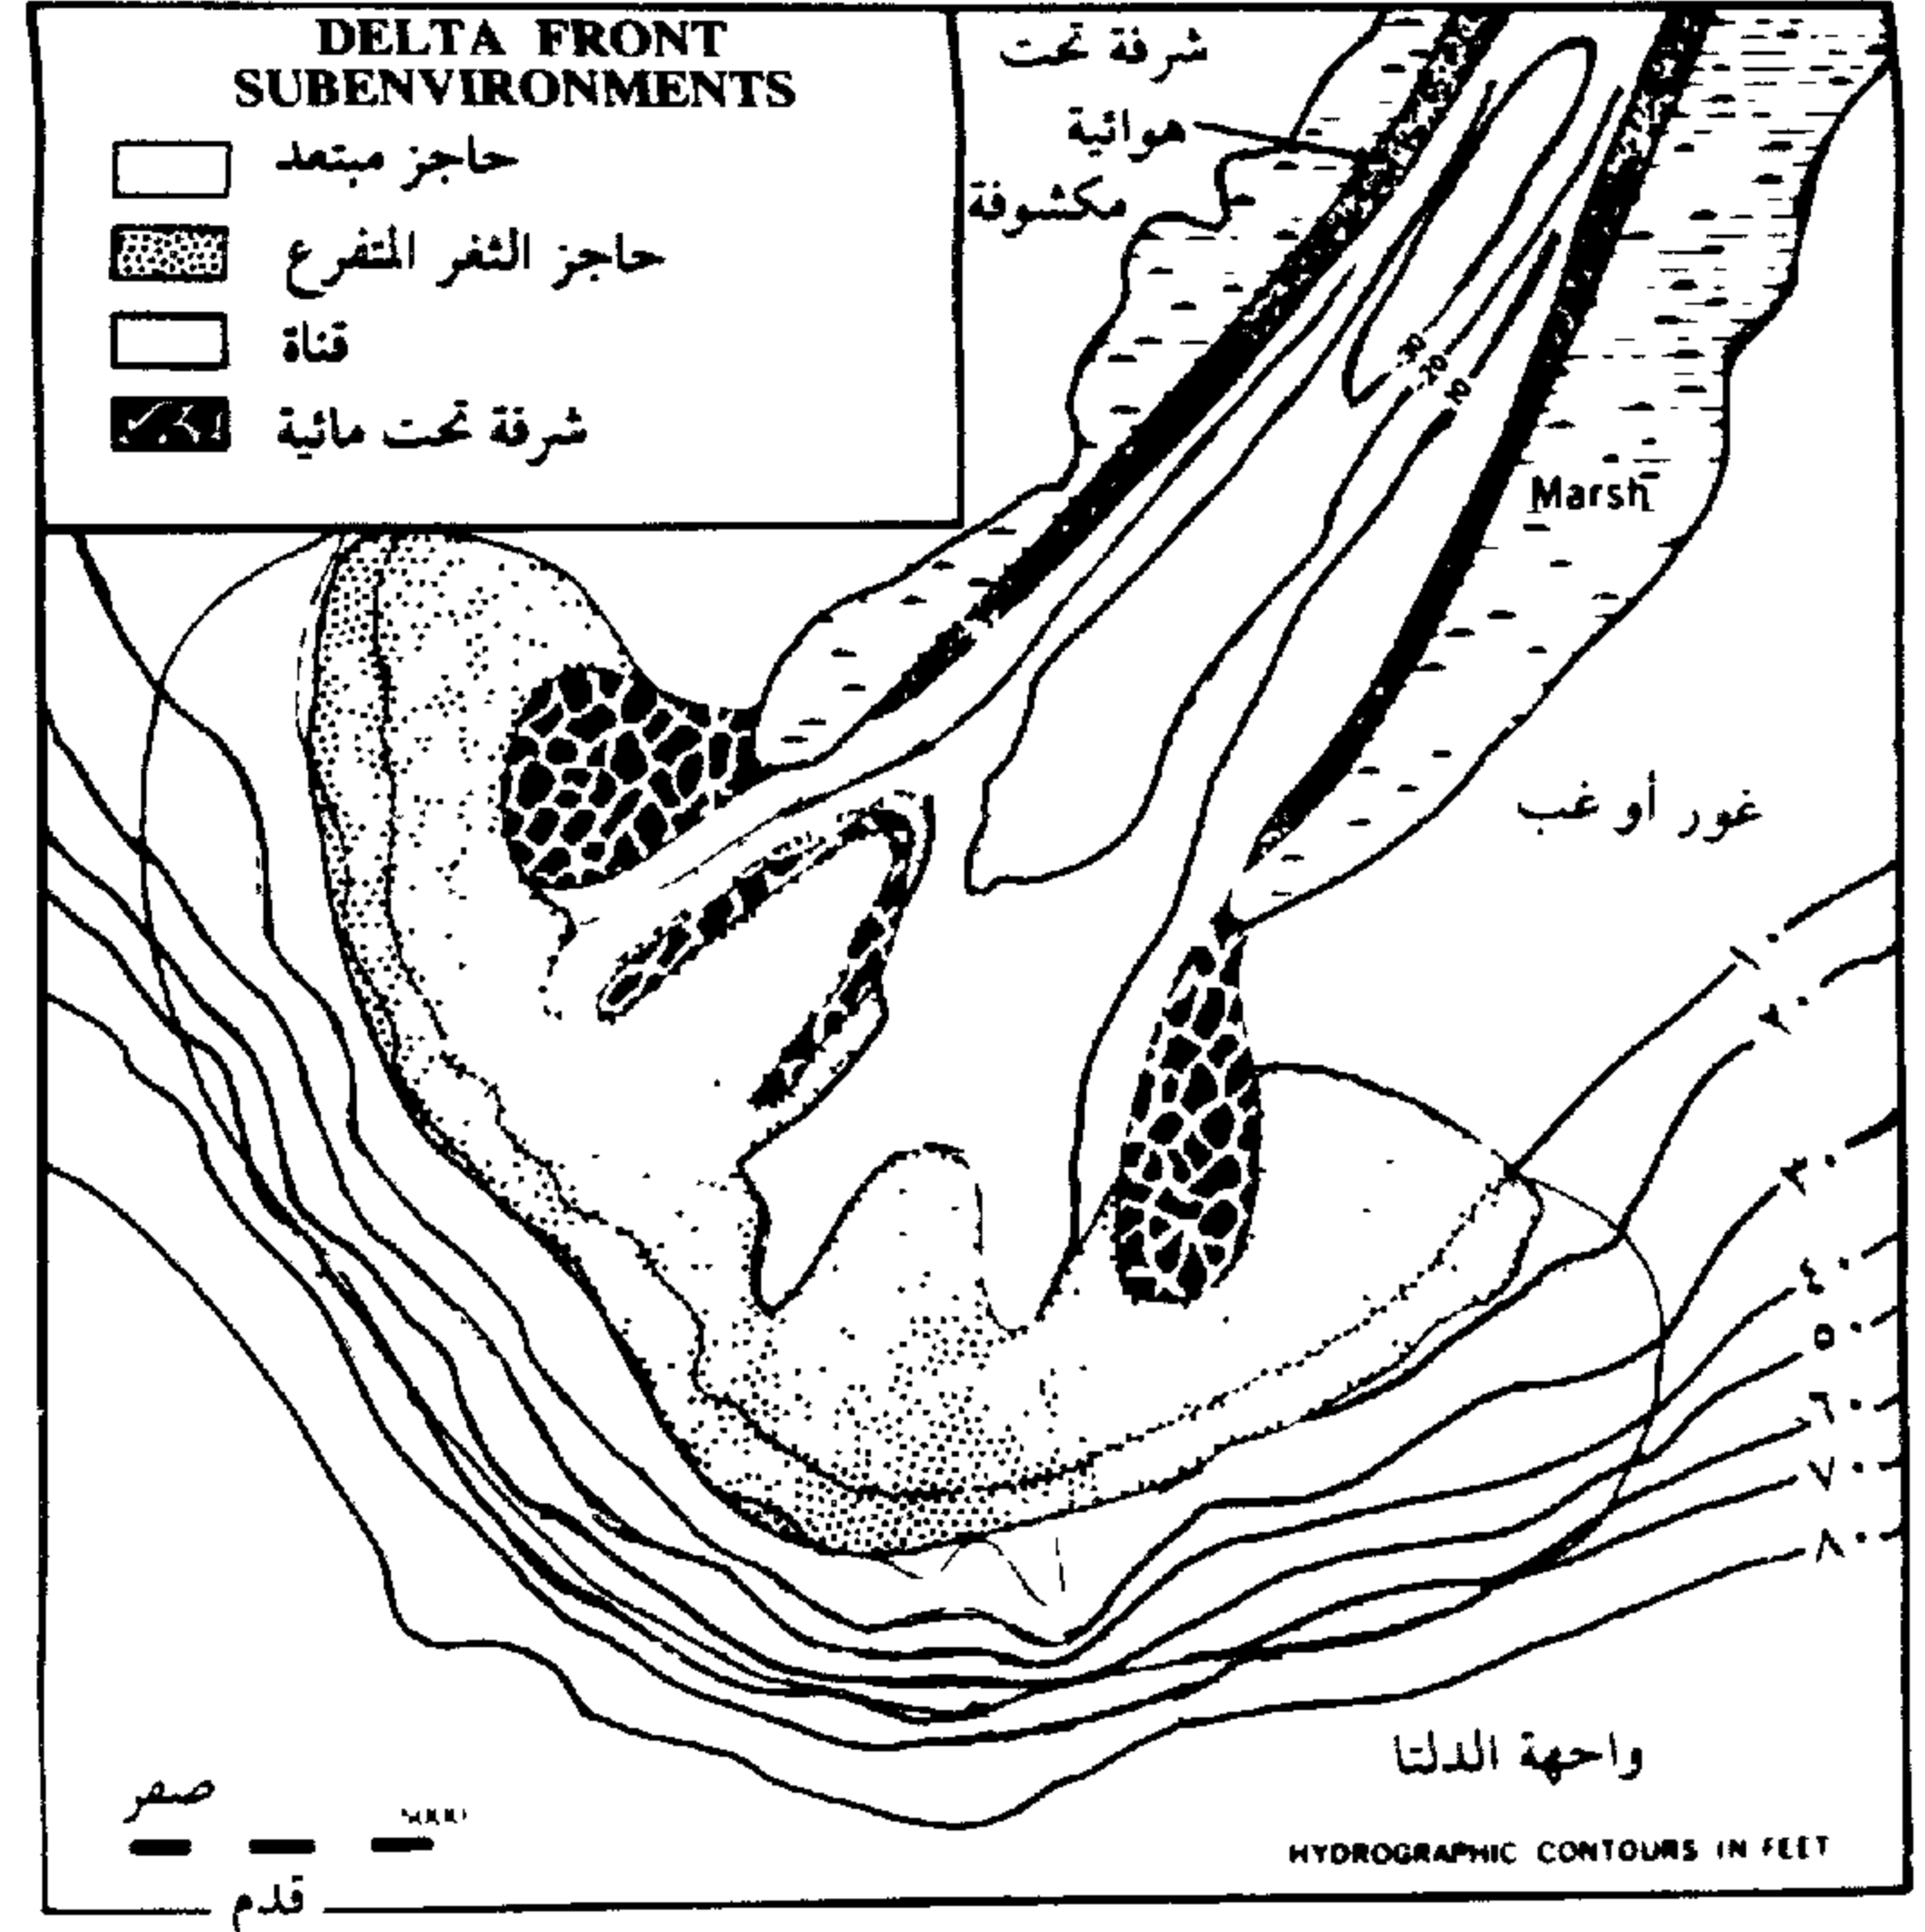 DELTA FRONT
SUBENVIRONMENTS
حاجز مبتعد
حاجز الثغر المتفرع
قناة
شرفة تحت مائية
شرفة تحت
هوائية
مكشوفة
30
20
10
Marsh
غور أو غب
١٠
٢٠
٣٠
٤٠
٥٠
٦٠
٧٠
٨٠
واجهة الدلتا
صفر
5000
قدم
HYDROGRAPHIC CONTOURS IN FEET